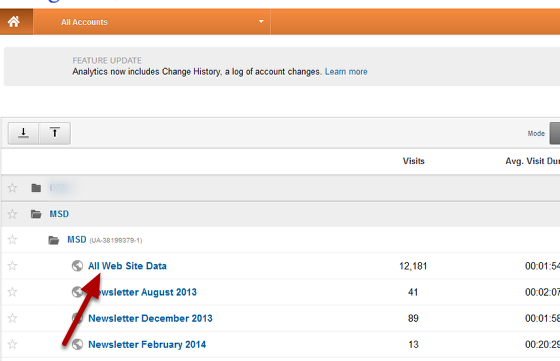 All Accounts
FEATURE UPDATE
Analytics now includes Change History, a log of account changes. Learn more
Mode
Visits Avg. Visit Dur
MSD
MSD (UA-38199379-1)
All Web Site Data 12,181 00:01:54
Newsletter August 2013 41 00:02:07
Newsletter December 2013 89 00:01:58
Newsletter February 2014 13 00:20:29